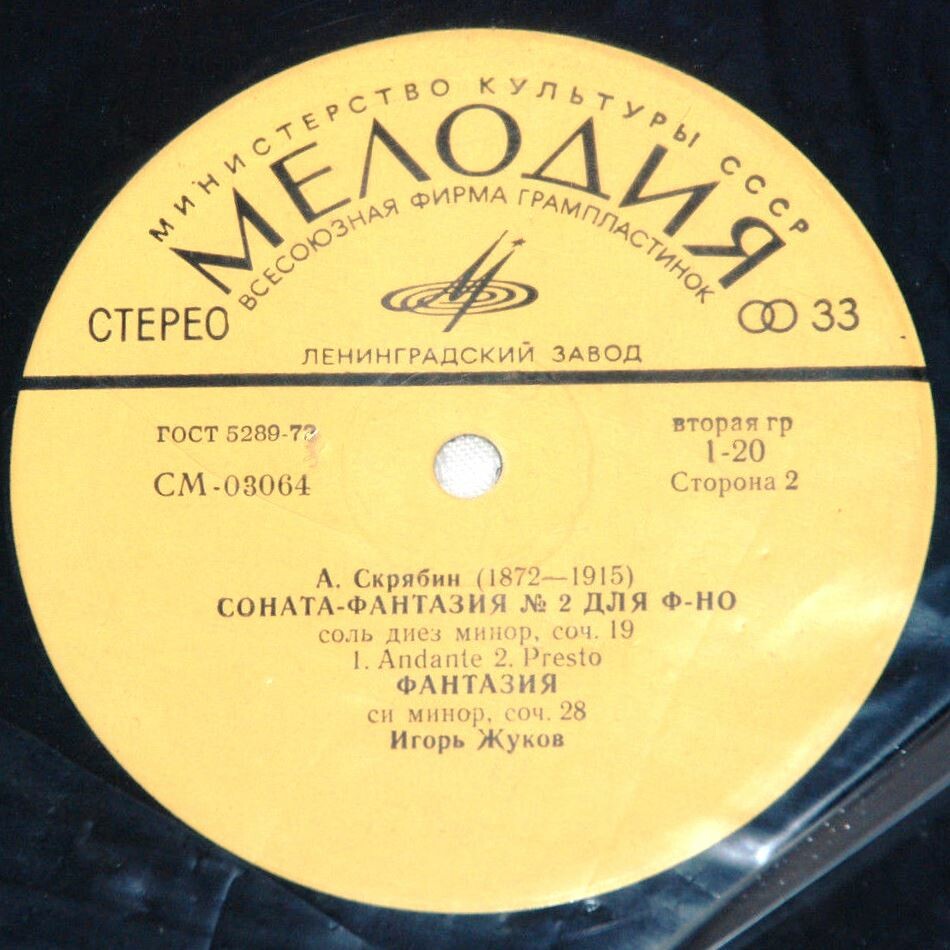 МИНИСТЕРСТВО КУЛЬТУРЫ СССР
МЕЛОДИЯ
ВСЕСОЮЗНАЯ ФИРМА ГРАМПЛАСТИНОК
СТЕРЕО
33
ЛЕНИНГРАДСКИЙ ЗАВОД
ГОСТ 5289-73
вторая гр
1-20
СМ-03064
Сторона 2
А. Скрябин (1872—1915)
СОНАТА-ФАНТАЗИЯ № 2 ДЛЯ Ф-НО
соль диез минор, соч. 19
1. Andante 2. Presto
ФАНТАЗИЯ
си минор, соч. 28
Игорь Жуков